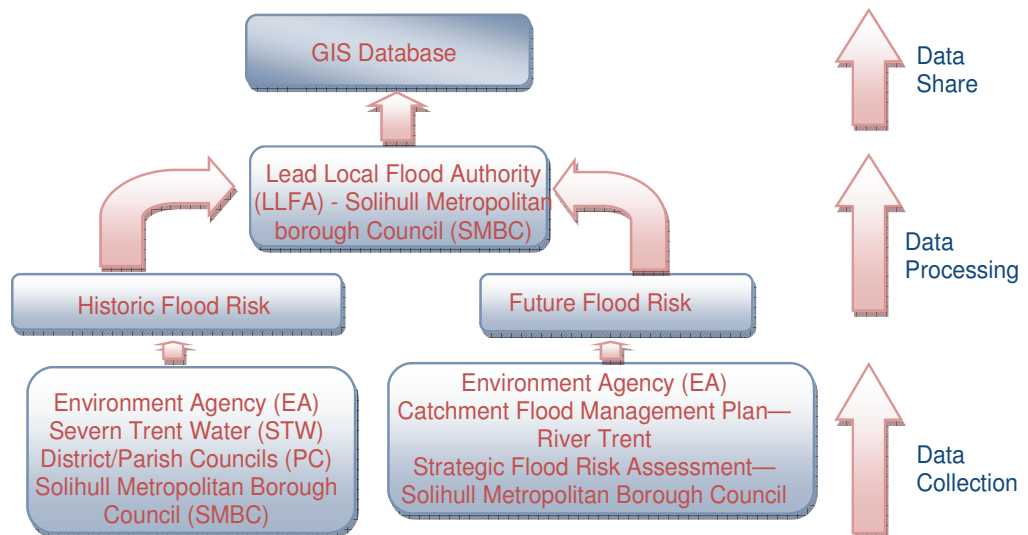 GIS Database
Data
Share
Lead Local Flood Authority
(LLFA) - Solihull Metropolitan
borough Council (SMBC)
Data
Processing
Historic Flood Risk
Future Flood Risk
Environment Agency (EA)
Severn Trent Water (STW)
District/Parish Councils (PC)
Solihull Metropolitan Borough
Council (SMBC)
Environment Agency (EA)
Catchment Flood Management Plan—
River Trent
Strategic Flood Risk Assessment—
Solihull Metropolitan Borough Council
Data
Collection